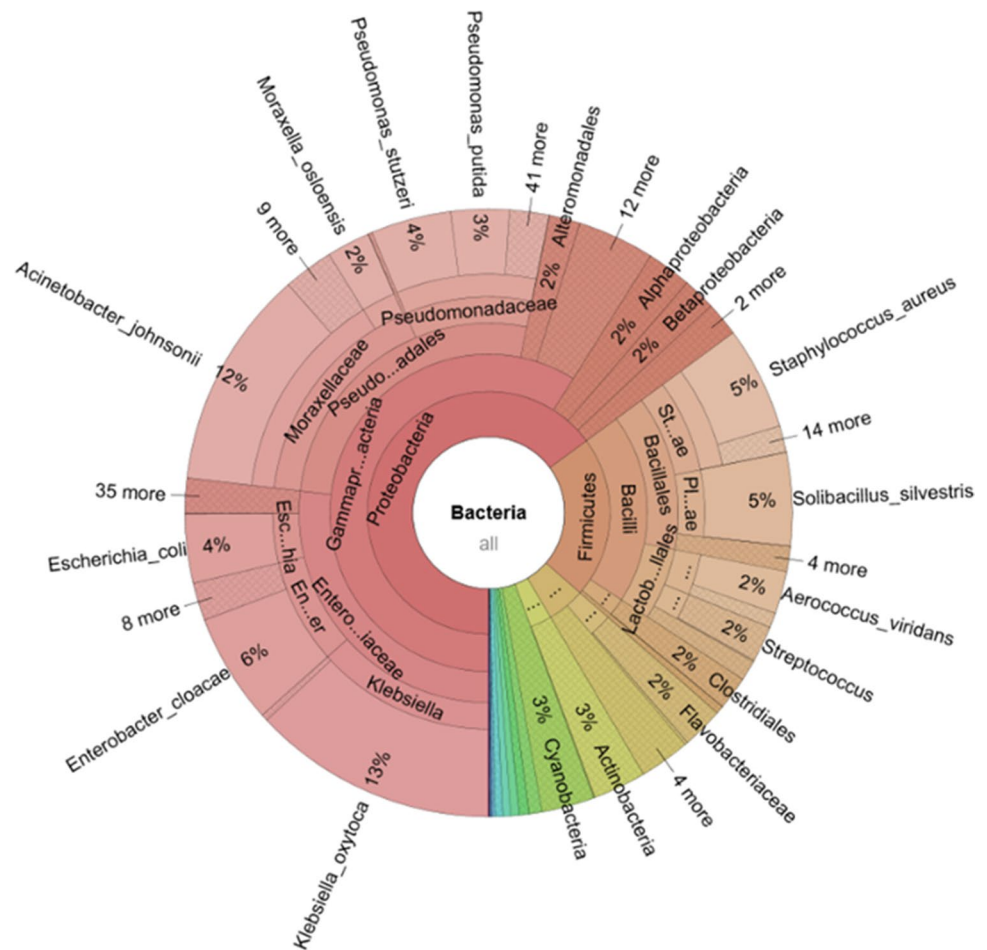 Bacteria
all
Proteobacteria
Gammapr...acteria
Pseudo...adales
Moraxellaceae
Pseudomonadaceae
Entero...iaceae
Esc...hia
En...er
Klebsiella
Firmicutes
Bacilli
Bacillales
Lactob...llales
St...ae
Pl...ae
...
...
...
...
...
...
Pseudomonas_putida
3%
41 more
Alteromonadales
2%
12 more
Alphaproteobacteria
2%
Betaproteobacteria
2%
2 more
Staphylococcus_aureus
5%
14 more
Solibacillus_silvestris
5%
4 more
Aerococcus_viridans
2%
Streptococcus
2%
Clostridiales
2%
Flavobacteriaceae
2%
4 more
Actinobacteria
3%
Cyanobacteria
3%
Klebsiella_oxytoca
13%
Enterobacter_cloacae
6%
8 more
Escherichia_coli
4%
35 more
Acinetobacter_johnsonii
12%
9 more
Moraxella_osloensis
2%
Pseudomonas_stutzeri
4%